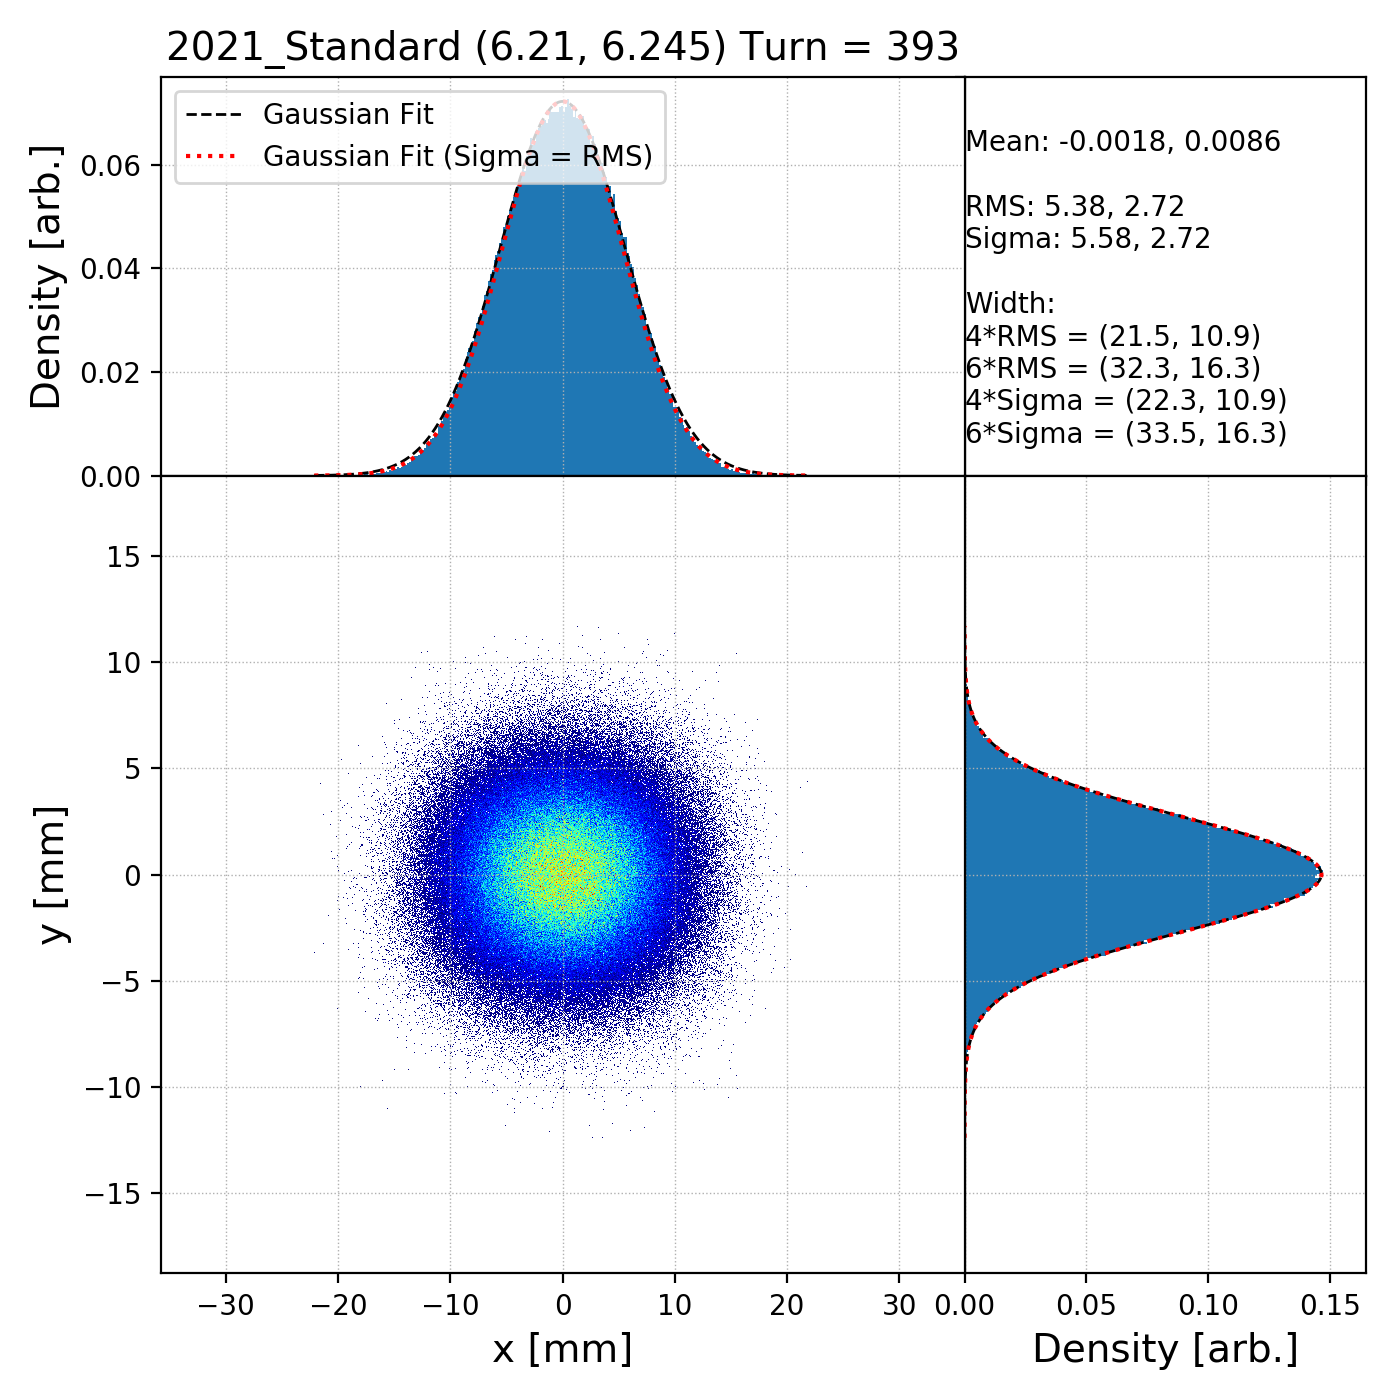 2021_Standard (6.21, 6.245) Turn = 393
Gaussian Fit
Gaussian Fit (Sigma = RMS)
Density [arb.]
0.06
0.04
0.02
0.00
Mean: -0.0018, 0.0086
RMS: 5.38, 2.72
Sigma: 5.58, 2.72
Width:
4*RMS = (21.5, 10.9)
6*RMS = (32.3, 16.3)
4*Sigma = (22.3, 10.9)
6*Sigma = (33.5, 16.3)
y [mm]
15
10
5
0
−5
−10
−15
−30 −20 −10 0 10 20 30
x [mm]
0.00 0.05 0.10 0.15
Density [arb.]